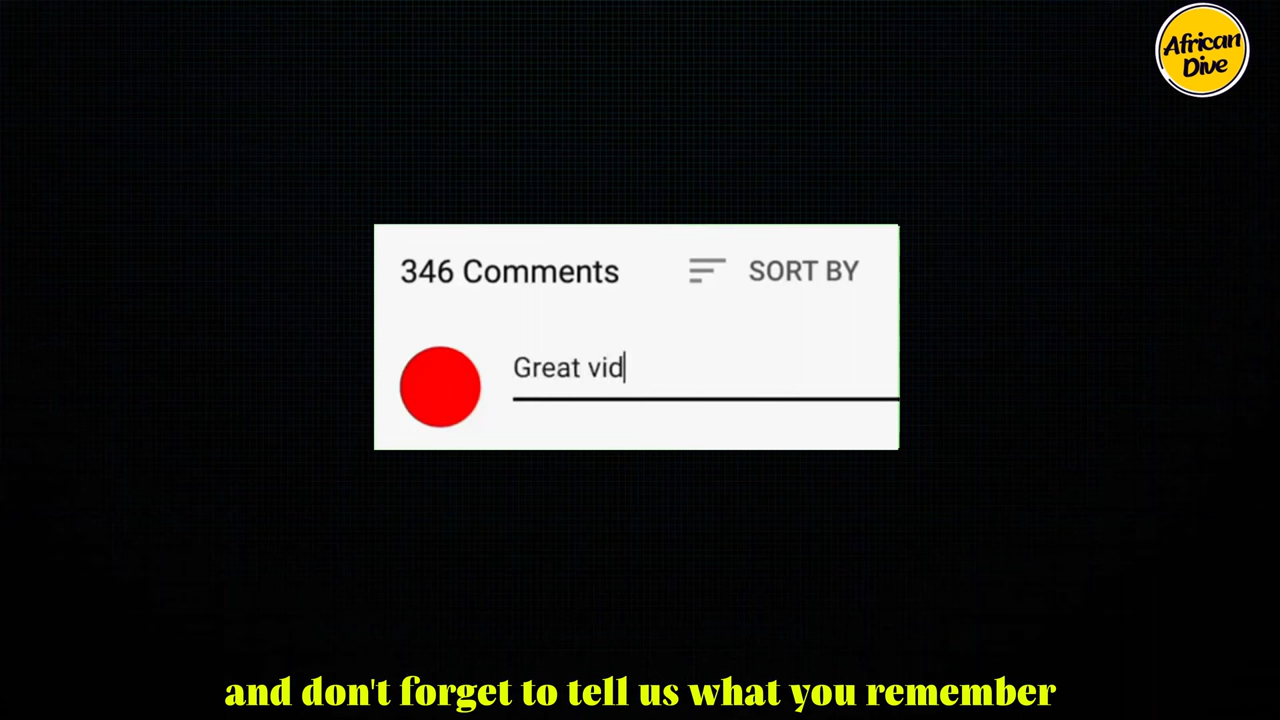 African
Dive
346 Comments
SORT BY
Great vid
and don't forget to tell us what you remember